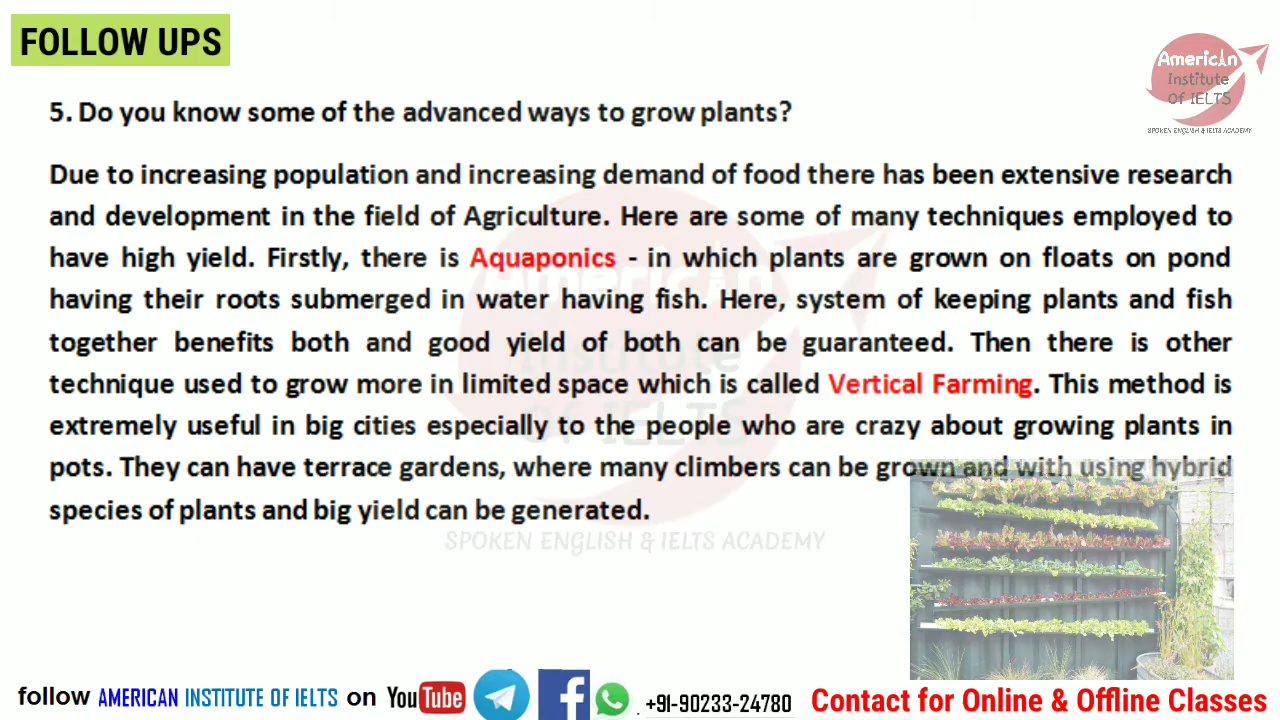 FOLLOW UPS
American
Institute
Of IELTS
SPOKEN ENGLISH & IELTS ACADEMY
5. Do you know some of the advanced ways to grow plants?
Due to increasing population and increasing demand of food there has been extensive research
and development in the field of Agriculture. Here are some of many techniques employed to
have high yield. Firstly, there is Aquaponics - in which plants are grown on floats on pond
having their roots submerged in water having fish. Here, system of keeping plants and fish
together benefits both and good yield of both can be guaranteed. Then there is other
technique used to grow more in limited space which is called Vertical Farming. This method is
extremely useful in big cities especially to the people who are crazy about growing plants in
pots. They can have terrace gardens, where many climbers can be grown and with using hybrid
species of plants and big yield can be generated.
American
Institute
Of IELTS
SPOKEN ENGLISH & IELTS ACADEMY
follow AMERICAN INSTITUTE OF IELTS on YouTube . +91-90233-24780 Contact for Online & Offline Classes